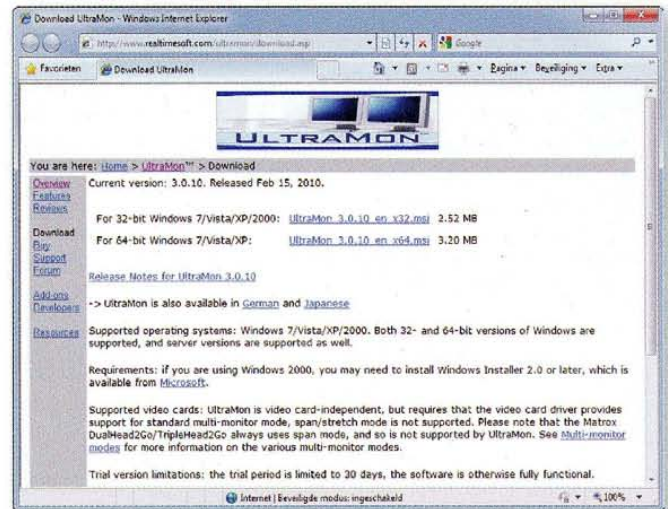 Download UltraMon - Windows Internet Explorer
http://www.realtimesoft.com/ultramon/download.asp
Google
Favorieten
Download UltraMon
Pagina
Beveiliging
Extra
ULTRAMON
You are here: Home > UltraMon™ > Download
Overview
Features
Reviews
Download
Buy
Support
Forum
Add-ons
Developers
Resources
Current version: 3.0.10. Released Feb 15, 2010.
For 32-bit Windows 7/Vista/XP/2000: UltraMon_3.0.10_en_x32.msi 2.52 MB
For 64-bit Windows 7/Vista/XP: UltraMon_3.0.10_en_x64.msi 3.20 MB
Release Notes for UltraMon 3.0.10
-> UltraMon is also available in German and Japanese
Supported operating systems: Windows 7/Vista/XP/2000. Both 32- and 64-bit versions of Windows are
supported, and server versions are supported as well.
Requirements: if you are using Windows 2000, you may need to install Windows Installer 2.0 or later, which is
available from Microsoft.
Supported video cards: UltraMon is video card-independent, but requires that the video card driver provides
support for standard multi-monitor mode, span/stretch mode is not supported. Please note that the Matrox
DualHead2Go/TripleHead2Go always uses span mode, and so is not supported by UltraMon. See Multi-monitor
modes for more information on the various multi-monitor modes.
Trial version limitations: the trial period is limited to 30 days, the software is otherwise fully functional.
Internet | Beveiligde modus: ingeschakeld
100%